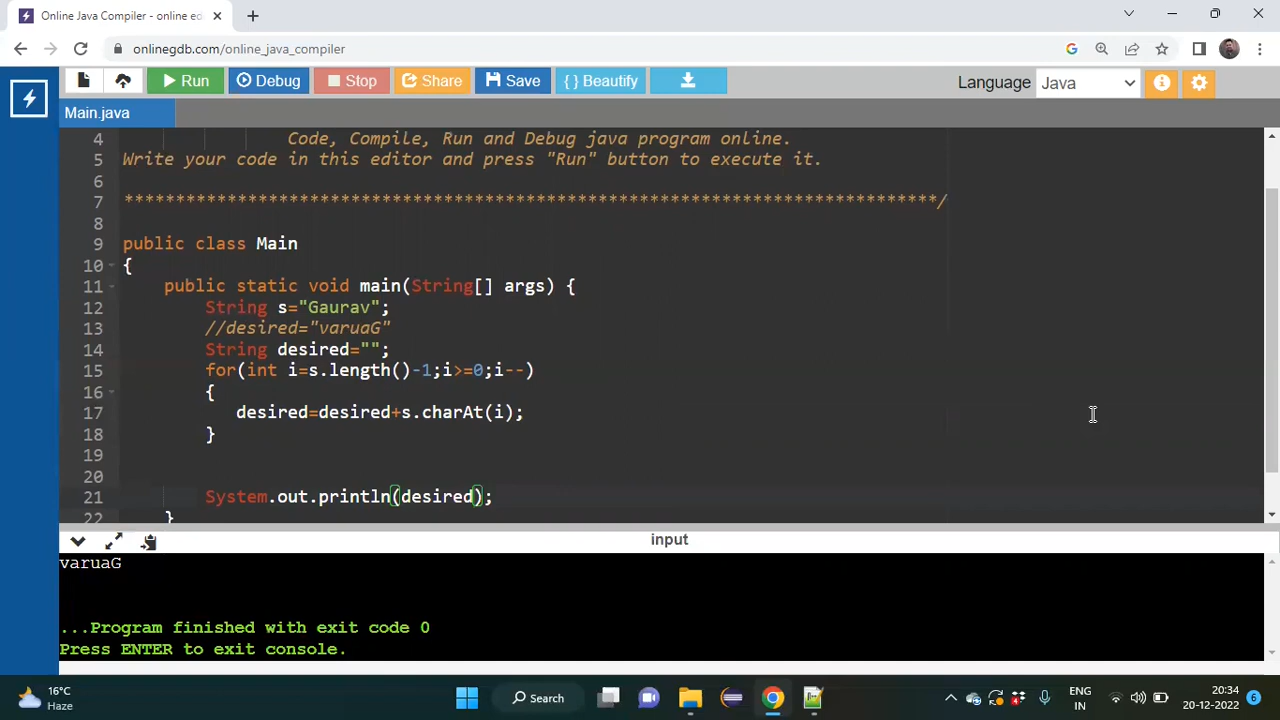 Online Java Compiler - online edi
onlinegdb.com/online_java_compiler
Run Debug Stop Share Save { } Beautify Language Java
Main.java
4 Code, Compile, Run and Debug java program online.
5 Write your code in this editor and press "Run" button to execute it.
6
7 *******************************************************************************/
8
9 public class Main
10 {
11 public static void main(String[] args) {
12 String s="Gaurav";
13 //desired="varuaG"
14 String desired="";
15 for(int i=s.length()-1;i>=0;i--)
16 {
17 desired=desired+s.charAt(i);
18 }
19
20
21 System.out.println(desired);
22 }
input
varuaG
...Program finished with exit code 0
Press ENTER to exit console.
16°C
Haze
Search
ENG
IN
20:34
20-12-2022
6